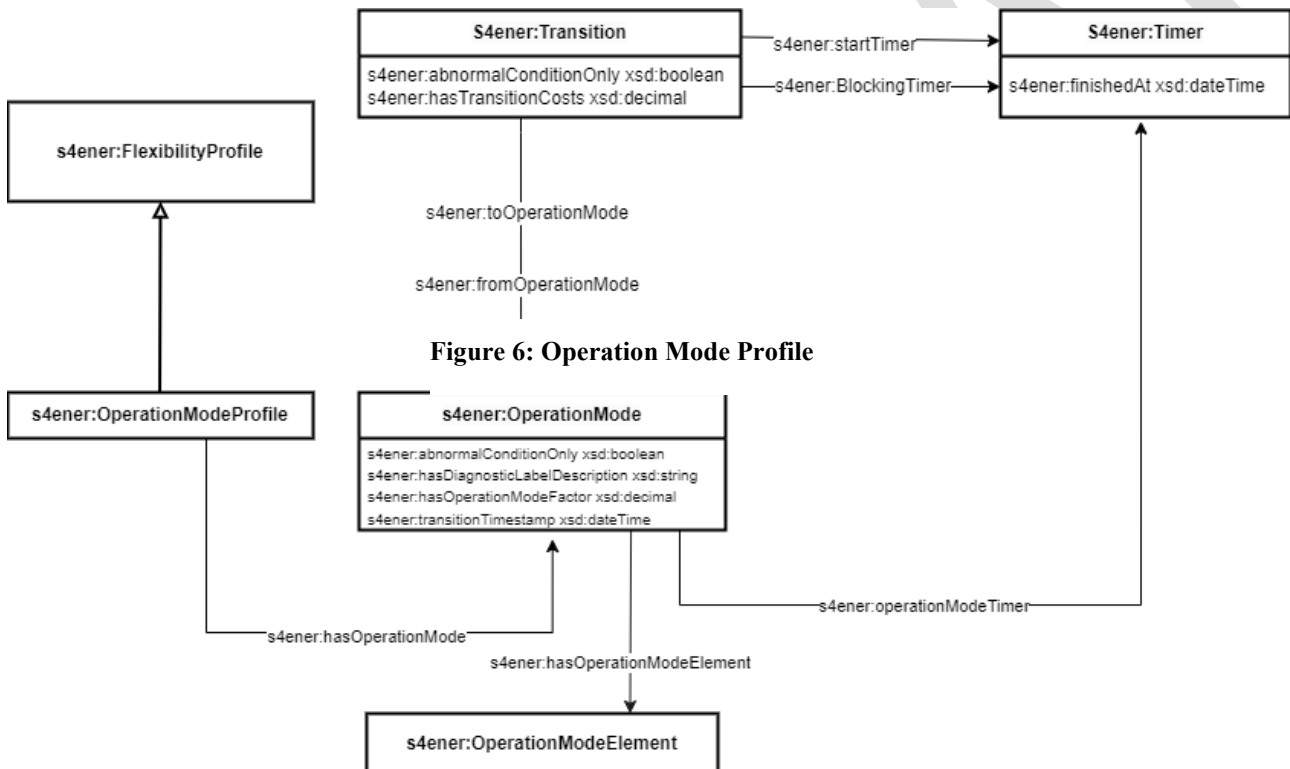 S4ener:Transition
s4ener:abnormalConditionOnly xsd:boolean
s4ener:hasTransitionCosts xsd:decimal
s4ener:startTimer
s4ener:BlockingTimer
S4ener:Timer
s4ener:finishedAt xsd:dateTime
s4ener:FlexibilityProfile
s4ener:toOperationMode
s4ener:fromOperationMode
Figure 6: Operation Mode Profile
s4ener:OperationModeProfile
s4ener:OperationMode
s4ener:abnormalConditionOnly xsd:boolean
s4ener:hasDiagnosticLabelDescription xsd:string
s4ener:hasOperationModeFactor xsd:decimal
s4ener:transitionTimestamp xsd:dateTime
s4ener:operationModeTimer
s4ener:hasOperationMode
s4ener:hasOperationModeElement
s4ener:OperationModeElement